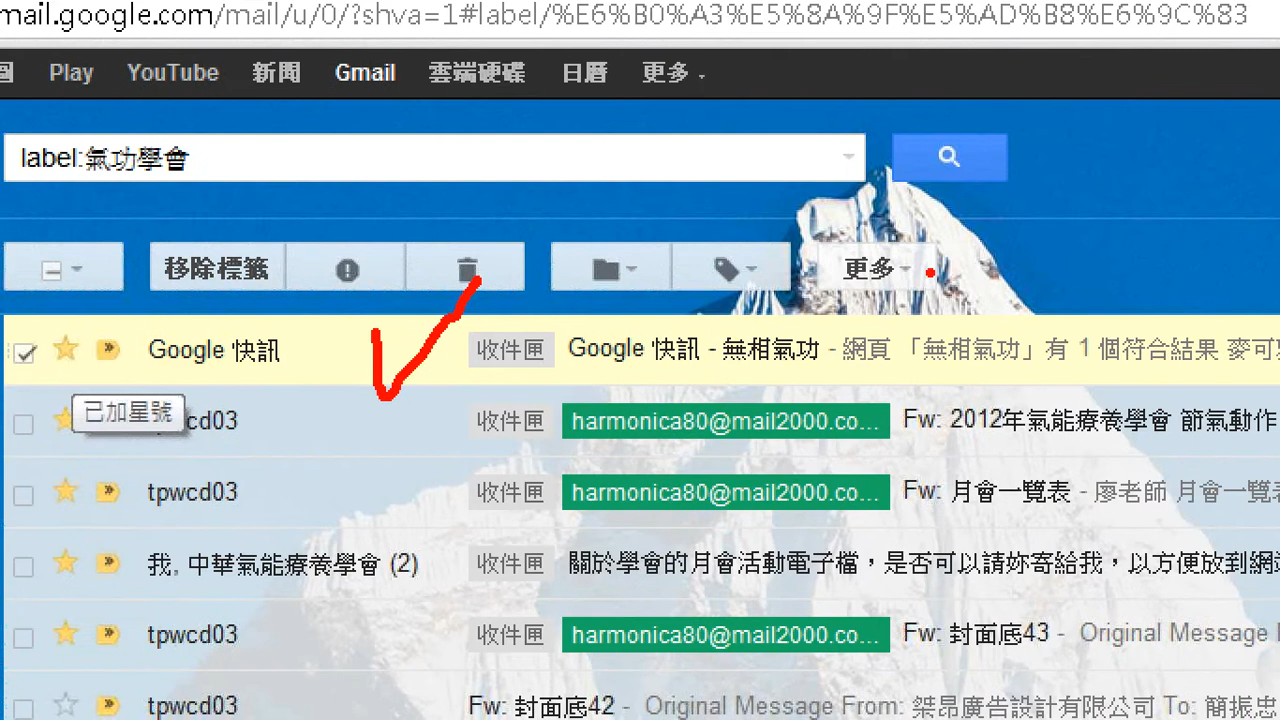 mail.google.com/mail/u/0/?shva=1#label/%E6%B0%A3%E5%8A%9F%E5%AD%B8%E6%9C%83
Play YouTube 新聞 Gmail 雲端硬碟 日曆 更多
label:氣功學會
移除標籤 更多
Google 快訊 收件匣 Google 快訊 - 無相氣功 - 網頁 「無相氣功」有 1 個符合結果 麥可
已加星號 cd03 收件匣 harmonica80@mail2000.co... Fw: 2012年氣能療養學會 節氣動作
tpwcd03 收件匣 harmonica80@mail2000.co... Fw: 月會一覽表 - 廖老師 月會一覽表
我, 中華氣能療養學會 (2) 收件匣 關於學會的月會活動電子檔，是否可以請妳寄給我，以方便放到網
tpwcd03 收件匣 harmonica80@mail2000.co... Fw: 封面底43 - Original Message
tpwcd03 Fw: 封面底42 - Original Message From: 桀昂廣告設計有限公司 To: 簡振忠